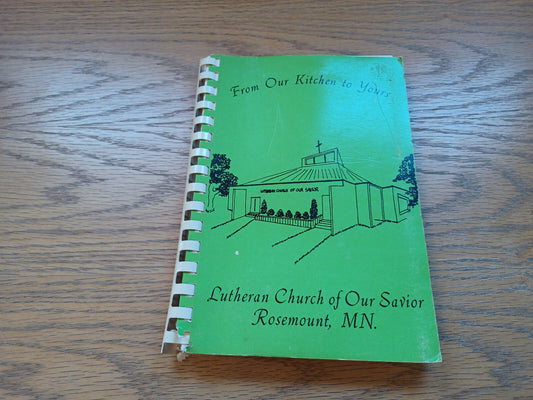 From Our Kitchen to Yours
LUTHERAN CHURCH OF OUR SAVIOR
Lutheran Church of Our Savior
Rosemount, MN.